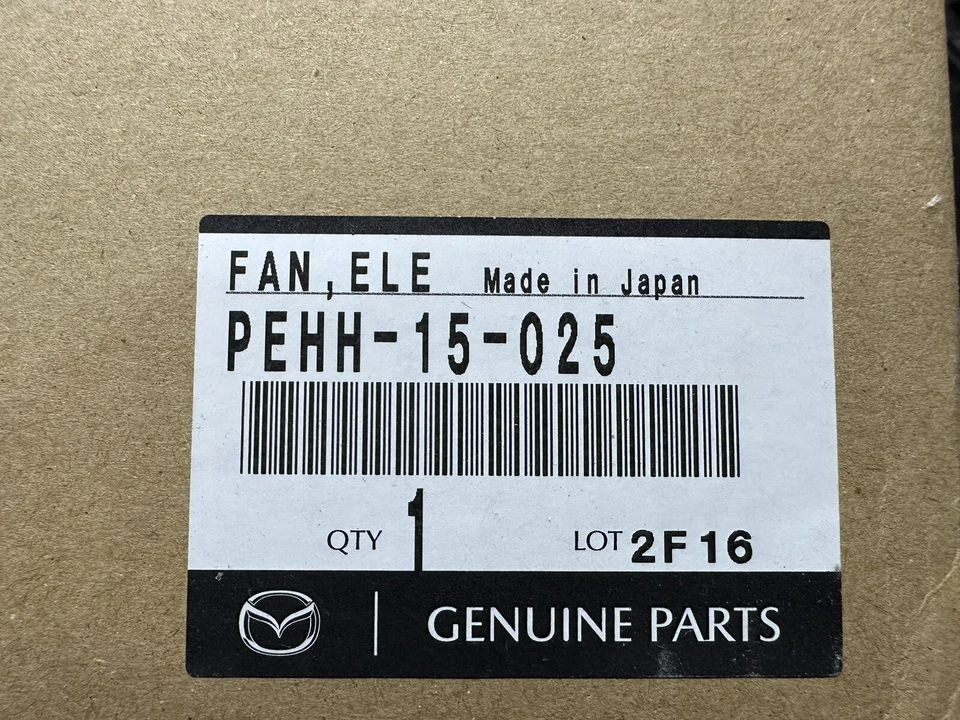 FAN,ELE Made in Japan
PEHH-15-025
QTY 1 LOT 2F16
GENUINE PARTS